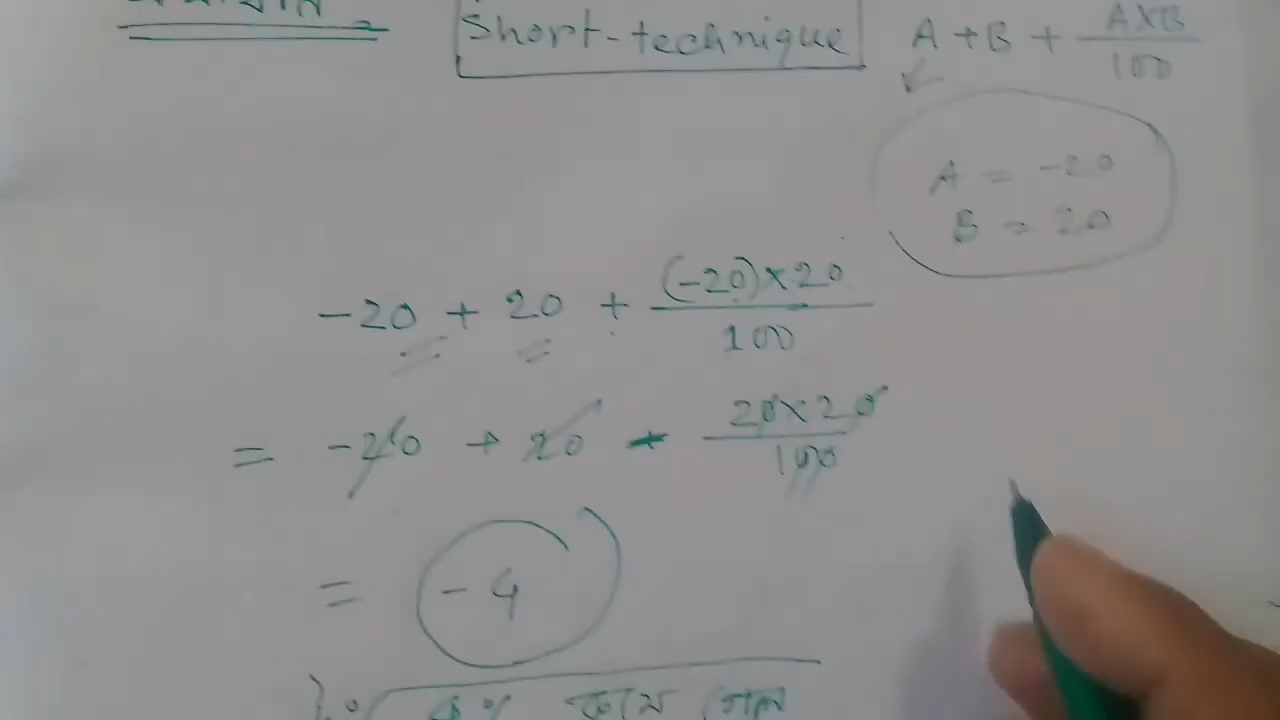 Short-technique A + B + A×B/100
A = -20
B = 20
-20 + 20 + (-20)×20/100
= -20 + 20 - 20×20/100
= -4